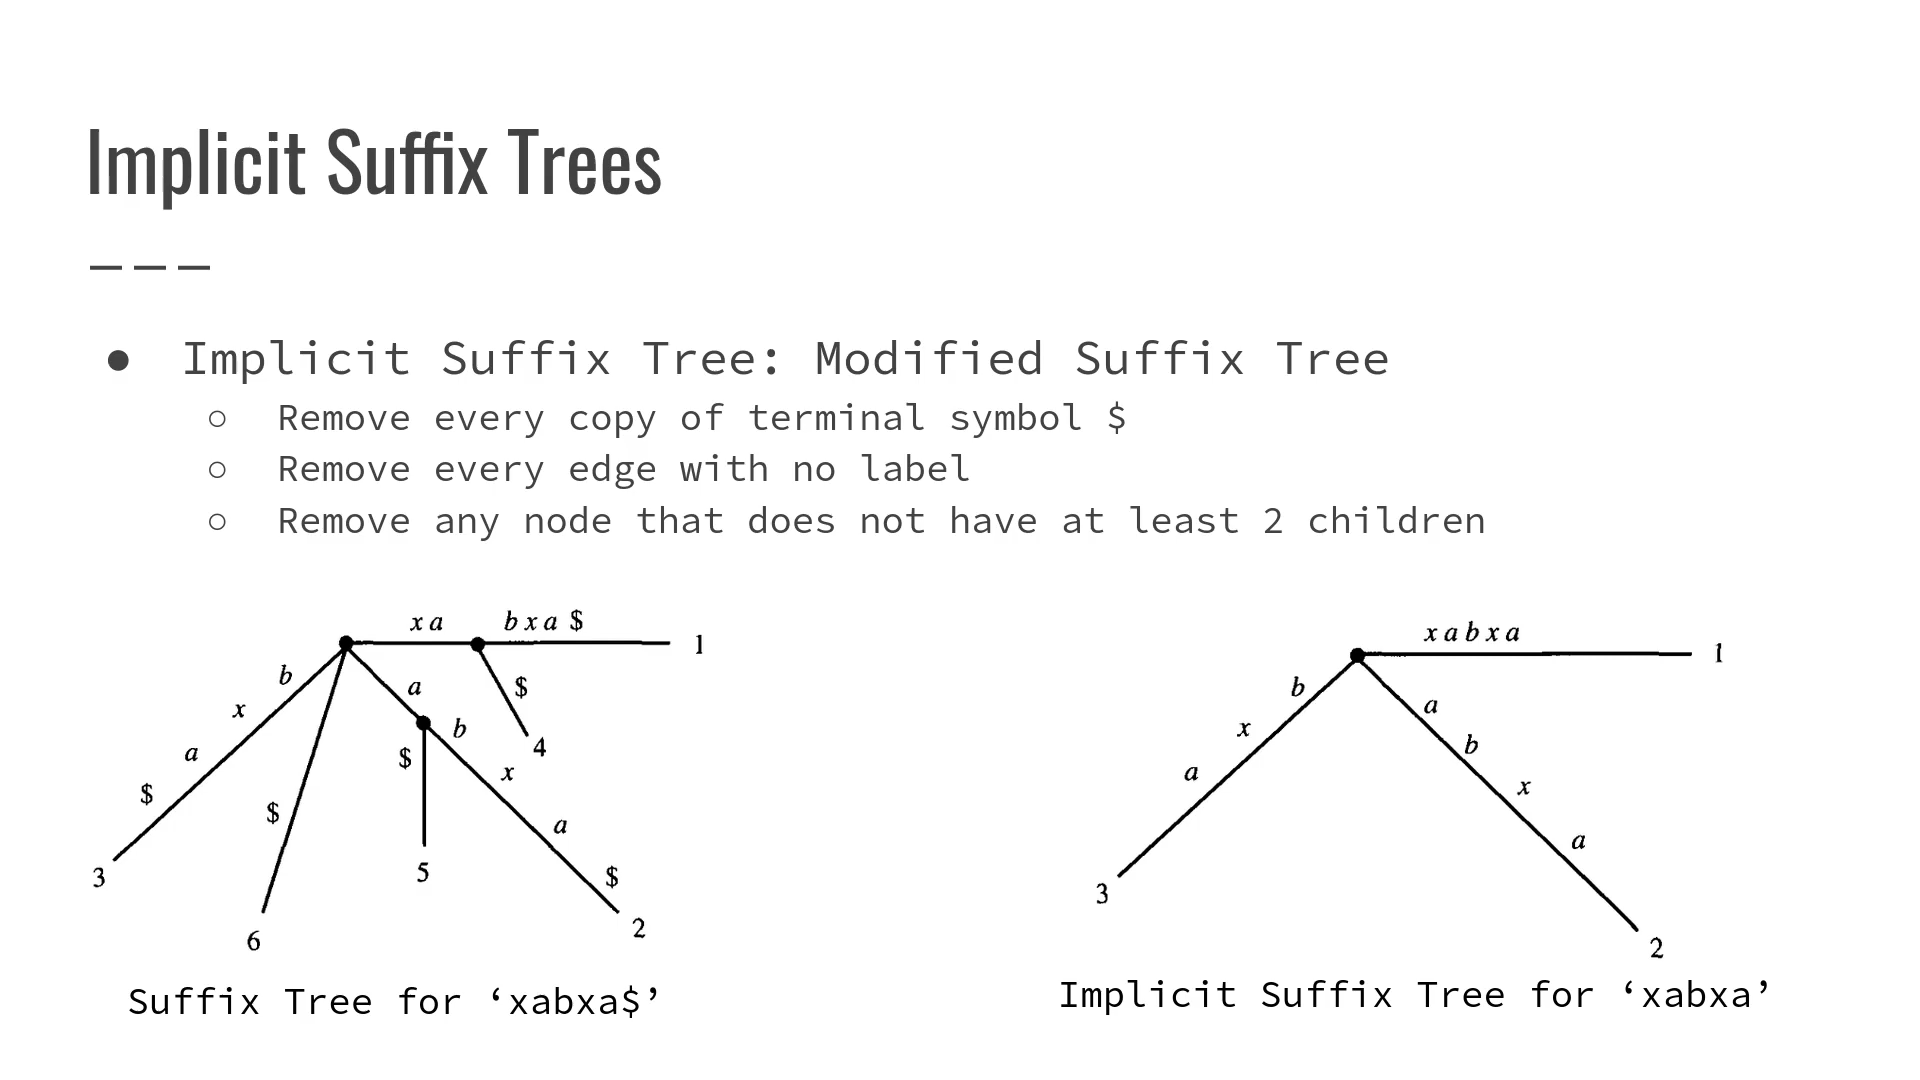 Implicit Suffix Trees
● Implicit Suffix Tree: Modified Suffix Tree
○ Remove every copy of terminal symbol $
○ Remove every edge with no label
○ Remove any node that does not have at least 2 children
x a b x a $ 1
b x a $ 3
$ 6
a b x a $ 2
$ 5
$ 4
Suffix Tree for ‘xabxa$’
x a b x a 1
b x a 3
a b x a 2
Implicit Suffix Tree for ‘xabxa’